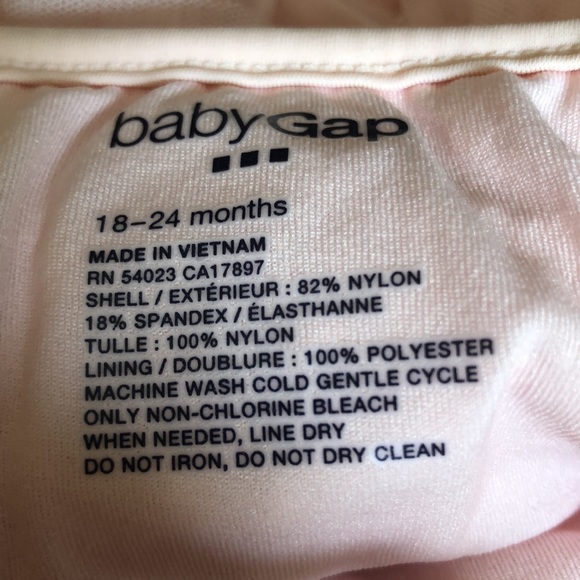 babyGap
18-24 months
MADE IN VIETNAM
RN 54023 CA17897
SHELL / EXTÉRIEUR : 82% NYLON
18% SPANDEX / ÉLASTHANNE
TULLE : 100% NYLON
LINING / DOUBLURE : 100% POLYESTER
MACHINE WASH COLD GENTLE CYCLE
ONLY NON-CHLORINE BLEACH
WHEN NEEDED, LINE DRY
DO NOT IRON, DO NOT DRY CLEAN